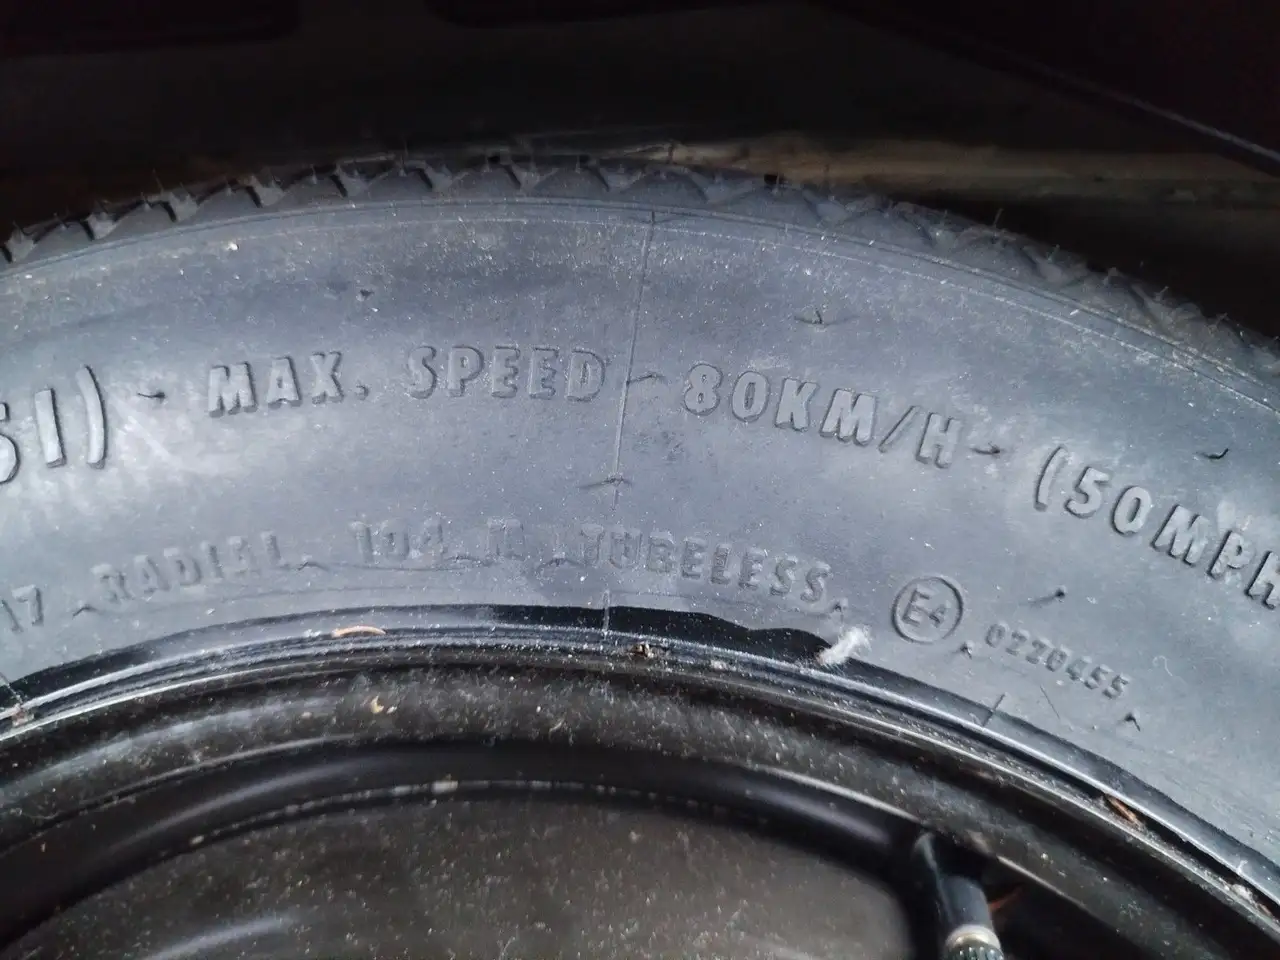 SI) MAX. SPEED 80KM/H (50MPH
17 RADIAL 104 M TUBELESS E4 0220455